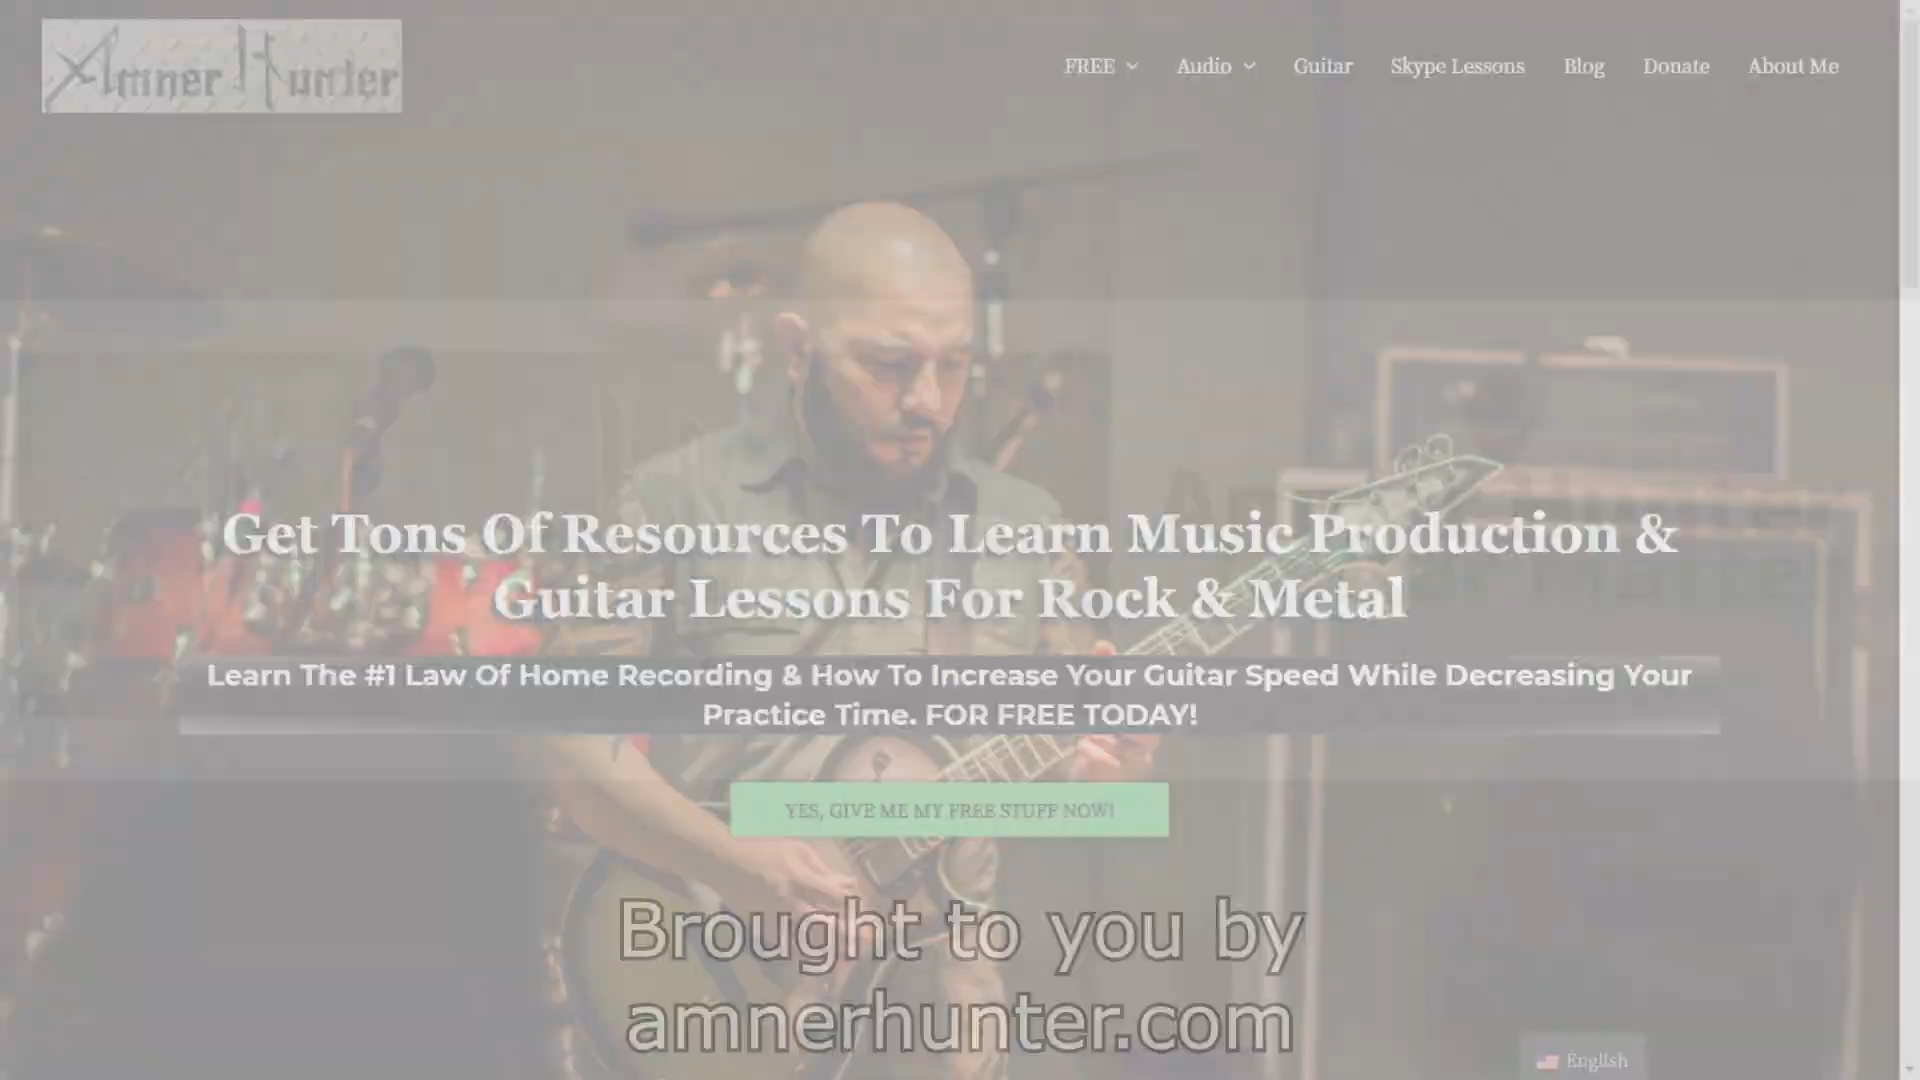 Amner Hunter
FREE
Audio
Guitar
Skype Lessons
Blog
Donate
About Me
Get Tons Of Resources To Learn Music Production &
Guitar Lessons For Rock & Metal
Learn The #1 Law Of Home Recording & How To Increase Your Guitar Speed While Decreasing Your
Practice Time. FOR FREE TODAY!
YES, GIVE ME MY FREE STUFF NOW!
Brought to you by
amnerhunter.com
English